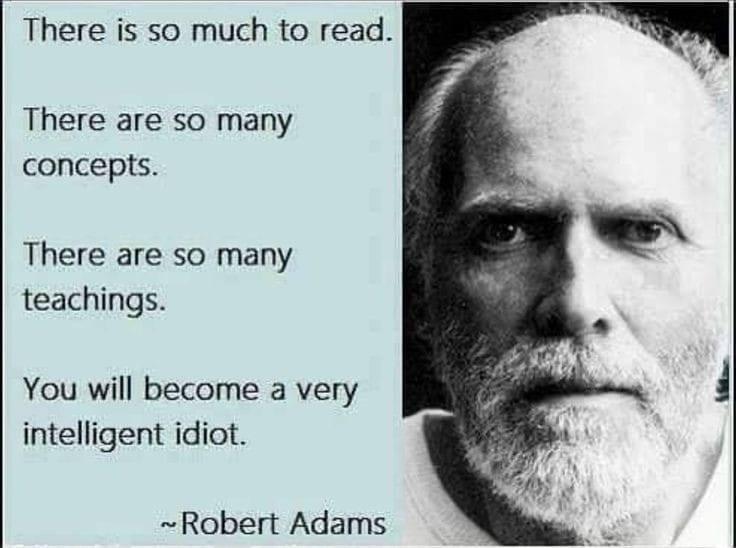 There is so much to read.
There are so many
concepts.
There are so many
teachings.
You will become a very
intelligent idiot.
~Robert Adams